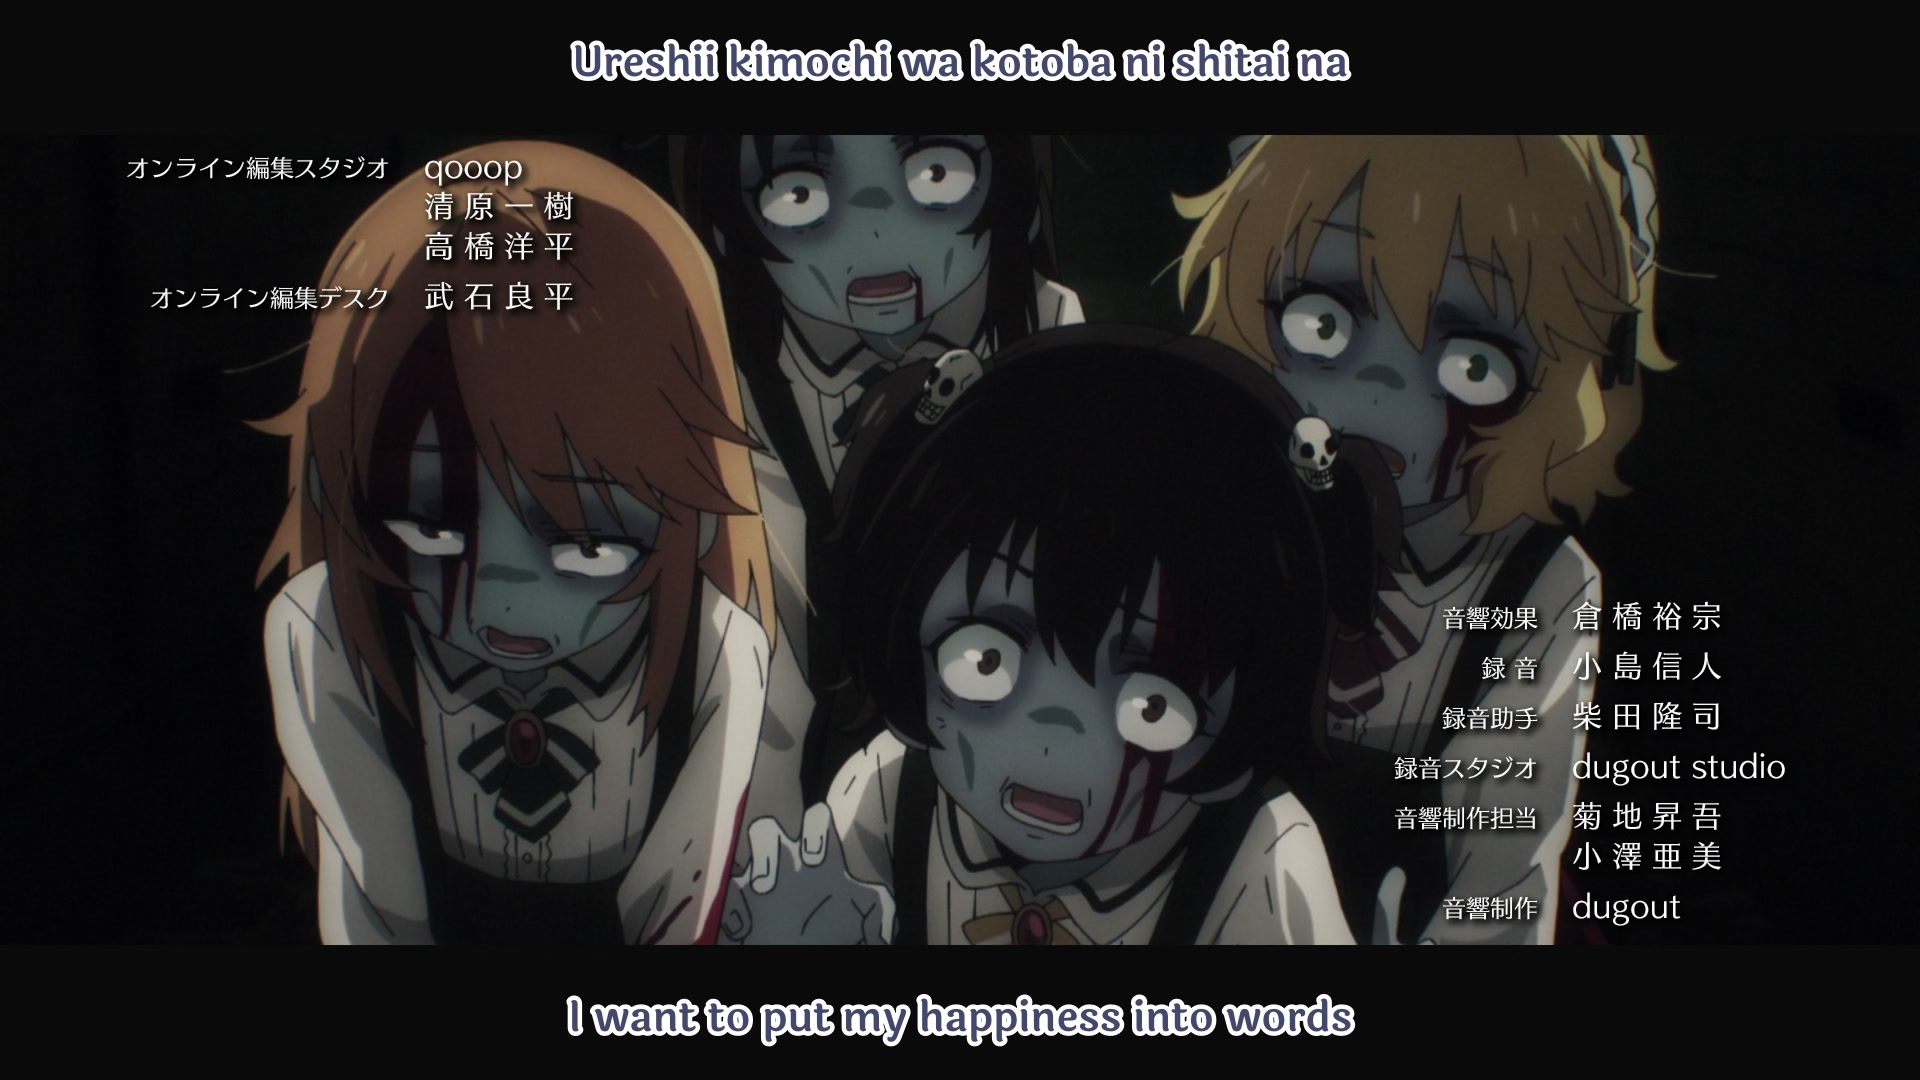 Ureshii kimochi wa kotoba ni shitai na
オンライン編集スタジオ qooop
清原一樹
高橋洋平
オンライン編集デスク 武石良平
音響効果 倉橋裕宗
録音 小島信人
録音助手 柴田隆司
録音スタジオ dugout studio
音響制作担当 菊地昇吾
小澤亜美
音響制作 dugout
I want to put my happiness into words